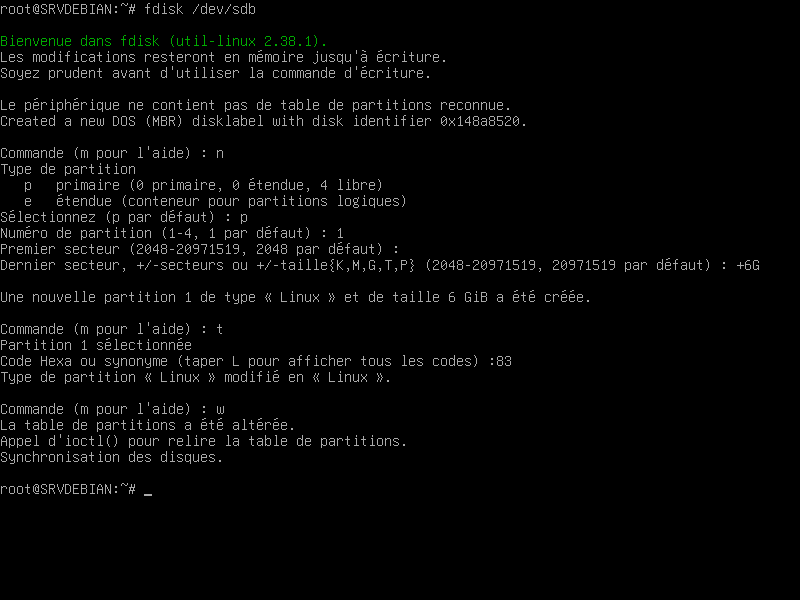 root@SRVDEBIAN:~# fdisk /dev/sdb
Bienvenue dans fdisk (util-linux 2.38.1).
Les modifications resteront en mémoire jusqu'à écriture.
Soyez prudent avant d'utiliser la commande d'écriture.
Le périphérique ne contient pas de table de partitions reconnue.
Created a new DOS (MBR) disklabel with disk identifier 0x148a8520.
Commande (m pour l'aide) : n
Type de partition
   p   primaire (0 primaire, 0 étendue, 4 libre)
   e   étendue (conteneur pour partitions logiques)
Sélectionnez (p par défaut) : p
Numéro de partition (1-4, 1 par défaut) : 1
Premier secteur (2048-20971519, 2048 par défaut) :
Dernier secteur, +/-secteurs ou +/-taille{K,M,G,T,P} (2048-20971519, 20971519 par défaut) : +6G
Une nouvelle partition 1 de type « Linux » et de taille 6 GiB a été créée.
Commande (m pour l'aide) : t
Partition 1 sélectionnée
Code Hexa ou synonyme (taper L pour afficher tous les codes) :83
Type de partition « Linux » modifié en « Linux ».
Commande (m pour l'aide) : w
La table de partitions a été altérée.
Appel d'ioctl() pour relire la table de partitions.
Synchronisation des disques.
root@SRVDEBIAN:~# _